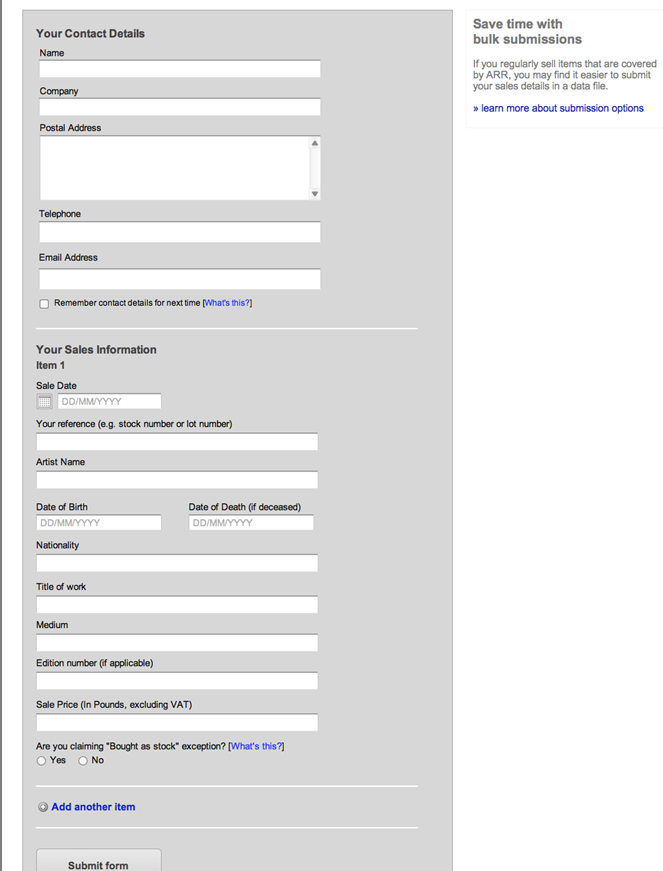 Your Contact Details
Name
Company
Postal Address
Telephone
Email Address
Remember contact details for next time [What's this?]
Your Sales Information
Item 1
Sale Date
DD/MM/YYYY
Your reference (e.g. stock number or lot number)
Artist Name
Date of Birth
Date of Death (if deceased)
DD/MM/YYYY
DD/MM/YYYY
Nationality
Title of work
Medium
Edition number (if applicable)
Sale Price (In Pounds, excluding VAT)
Are you claiming "Bought as stock" exception? [What's this?]
Yes
No
Add another item
Submit form
Save time with
bulk submissions
If you regularly sell items that are covered
by ARR, you may find it easier to submit
your sales details in a data file.
» learn more about submission options